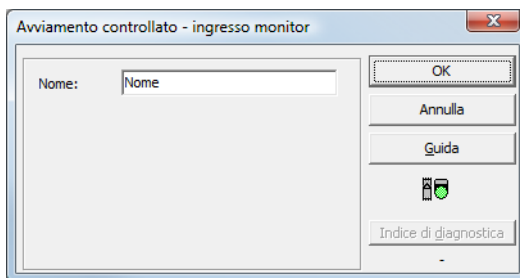 Avviamento controllato - ingresso monitor
Nome:
Nome
OK
Annulla
Guida
Indice di diagnostica
-